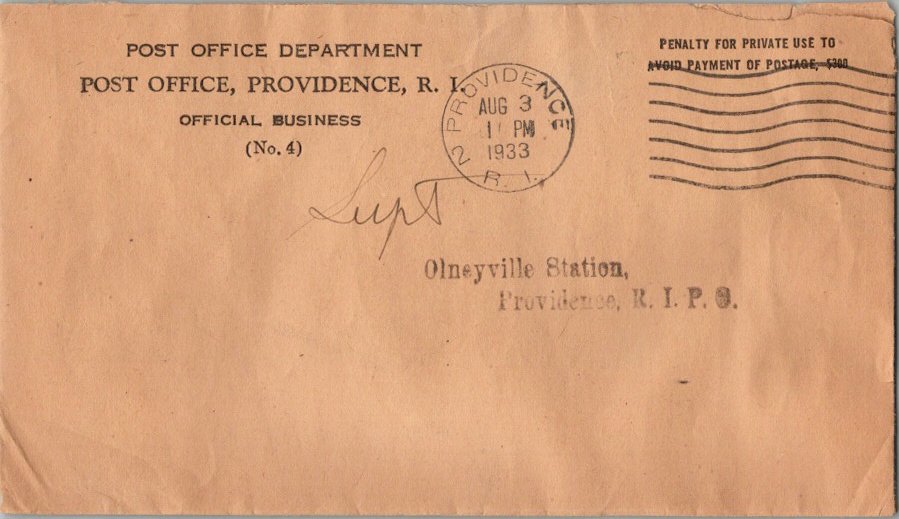 POST OFFICE DEPARTMENT
POST OFFICE, PROVIDENCE, R. I.
OFFICIAL BUSINESS
(No. 4)
PROVIDENCE
AUG 3
1 PM
1933
2 R. I.
PENALTY FOR PRIVATE USE TO
AVOID PAYMENT OF POSTAGE, $300
Supt
Olneyville Station,
Providence, R. I. P. O.